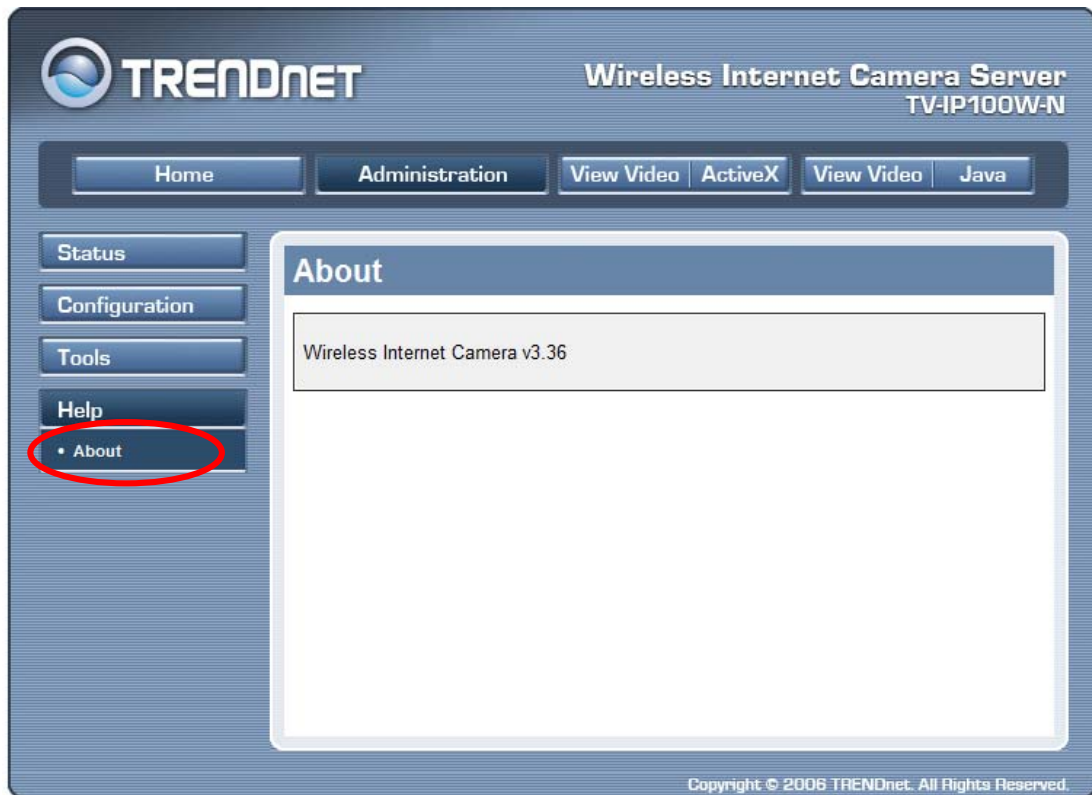 TRENDNET
Wireless Internet Camera Server
TV-IP100W-N
Home
Administration
View Video | ActiveX
View Video | Java
Status
Configuration
Tools
Help
• About
About
Wireless Internet Camera v3.36
Copyright © 2006 TRENDnet. All Rights Reserved.